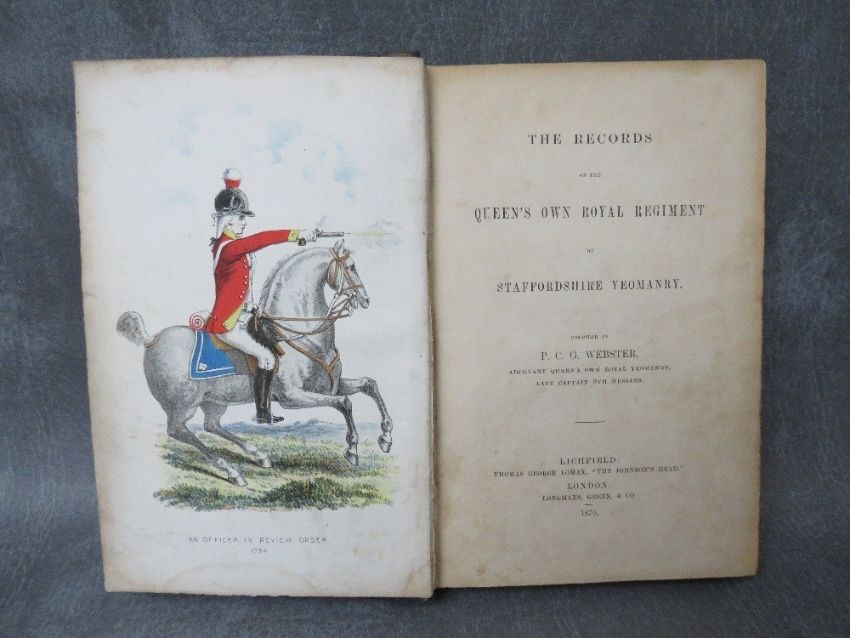 AN OFFICER IN REVIEW ORDER
1794
THE RECORDS
OF THE
QUEEN'S OWN ROYAL REGIMENT
OF
STAFFORDSHIRE YEOMANRY.
COMPILED BY
P. C. G. WEBSTER,
ADJUTANT QUEEN'S OWN ROYAL YEOMANRY,
LATE CAPTAIN 8TH HUSSARS.
LICHFIELD:
THOMAS GEORGE LOMAX, "THE JOHNSON'S HEAD."
LONDON:
LONGMANS, GREEN, & CO
1870.